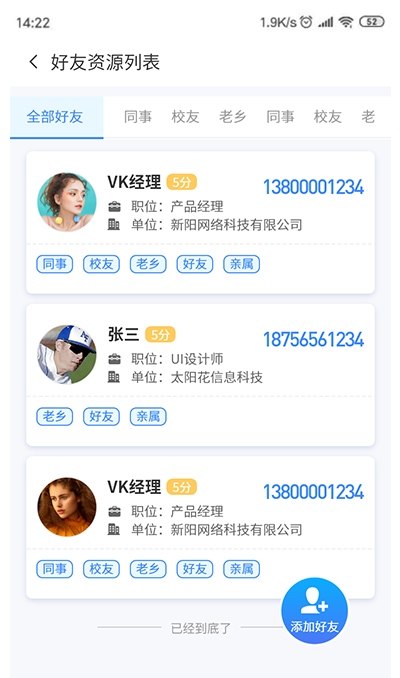 14:22
1.9K/s
52
好友资源列表
全部好友 同事 校友 老乡 同事 校友 老
VK经理 5分 13800001234
职位：产品经理
单位：新阳网络科技有限公司
同事 校友 老乡 好友 亲属
张三 5分 18756561234
职位：UI设计师
单位：太阳花信息科技
老乡 好友 亲属
VK经理 5分 13800001234
职位：产品经理
单位：新阳网络科技有限公司
同事 校友 老乡 好友 亲属
添加好友
已经到底了